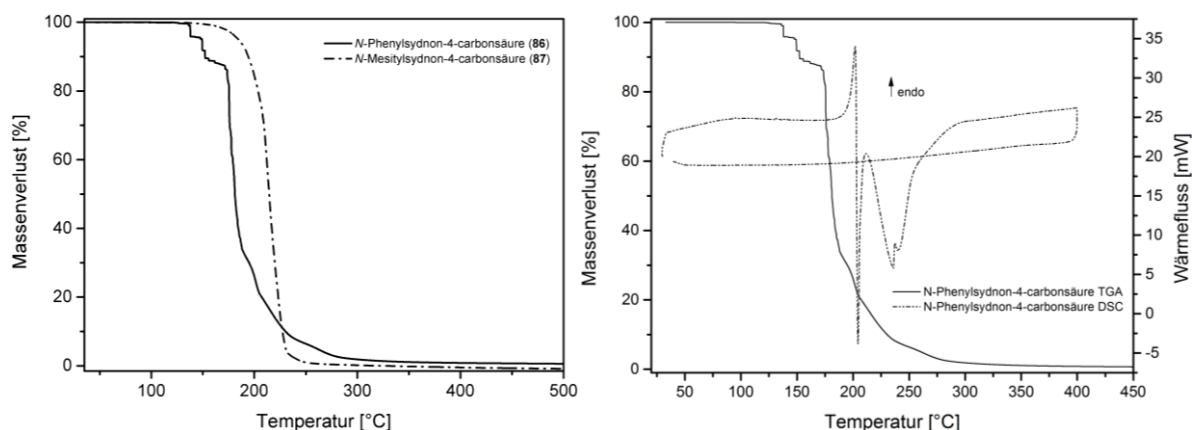 100
80
60
40
20
0
Massenverlust [%]
N-Phenylsydnon-4-carbonsäure (86)
N-Mesitylsydnon-4-carbonsäure (87)
100 200 300 400 500
Temperatur [°C]
100
80
60
40
20
0
Massenverlust [%]
endo
N-Phenylsydnon-4-carbonsäure TGA
N-Phenylsydnon-4-carbonsäure DSC
35
30
25
20
15
10
5
0
-5
Wärmefluss [mW]
50 100 150 200 250 300 350 400 450
Temperatur [°C]